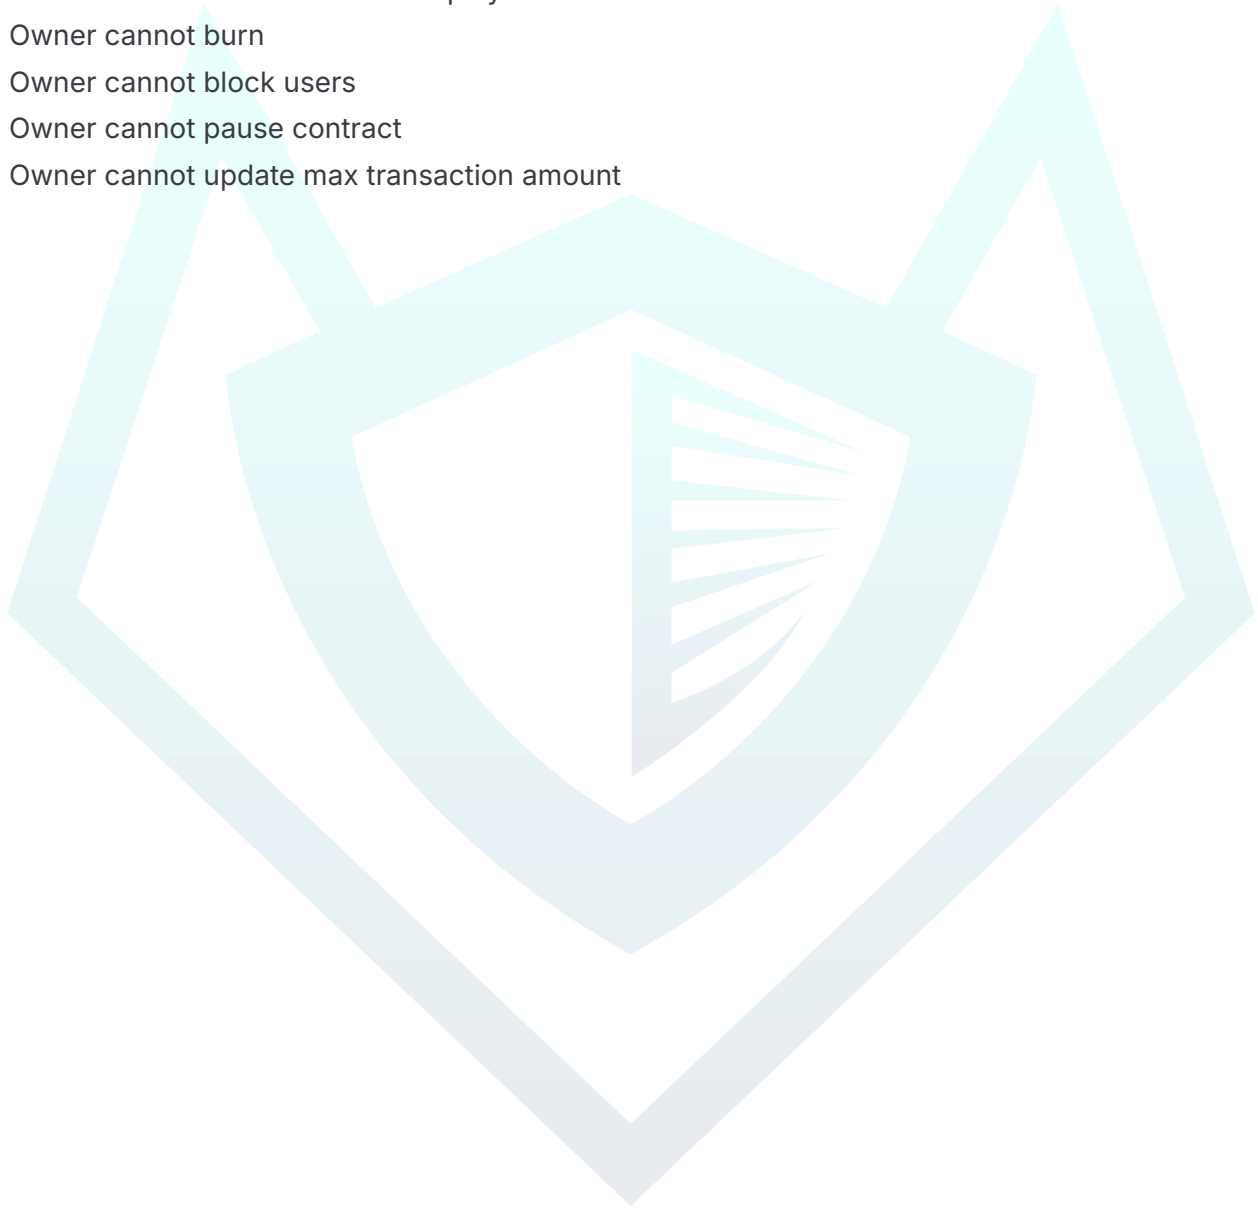 Owner cannot burn
Owner cannot block users
Owner cannot pause contract
Owner cannot update max transaction amount